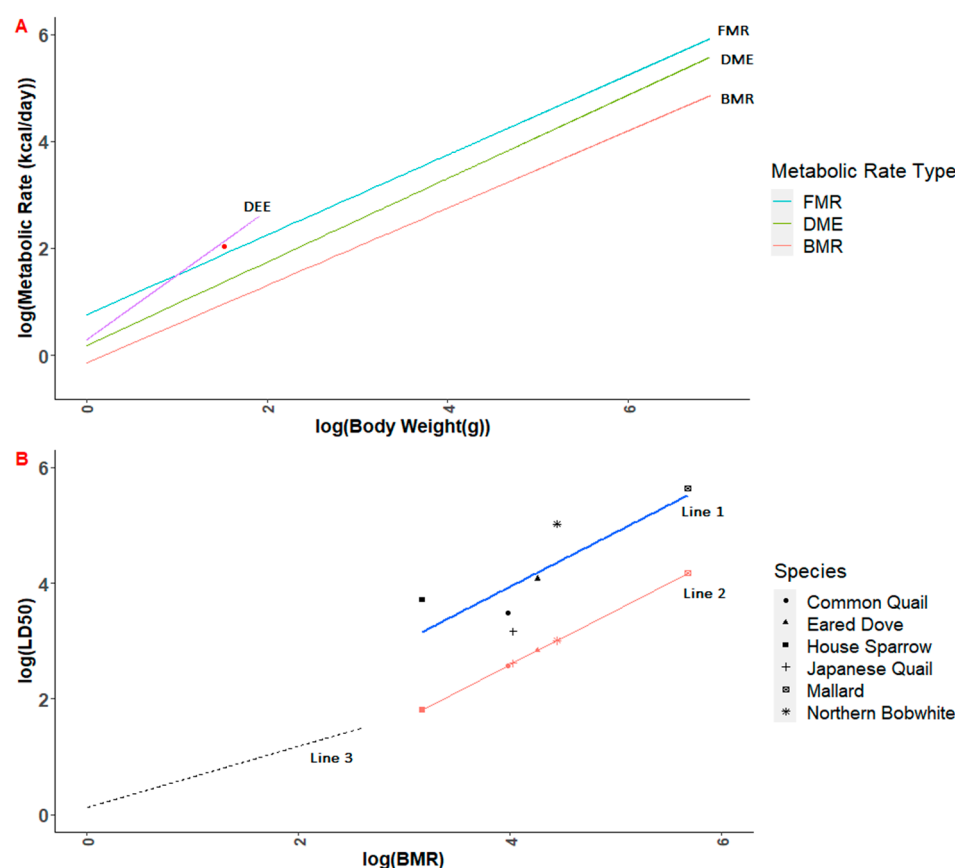 A
6
4
2
0
log(Metabolic Rate (kcal/day))
FMR
DME
BMR
DEE
0
2
4
6
log(Body Weight(g))
Metabolic Rate Type
FMR
DME
BMR
B
6
4
2
0
log(LD50)
Line 1
Line 2
Line 3
0
2
4
6
log(BMR)
Species
Common Quail
Eared Dove
House Sparrow
Japanese Quail
Mallard
Northern Bobwhite